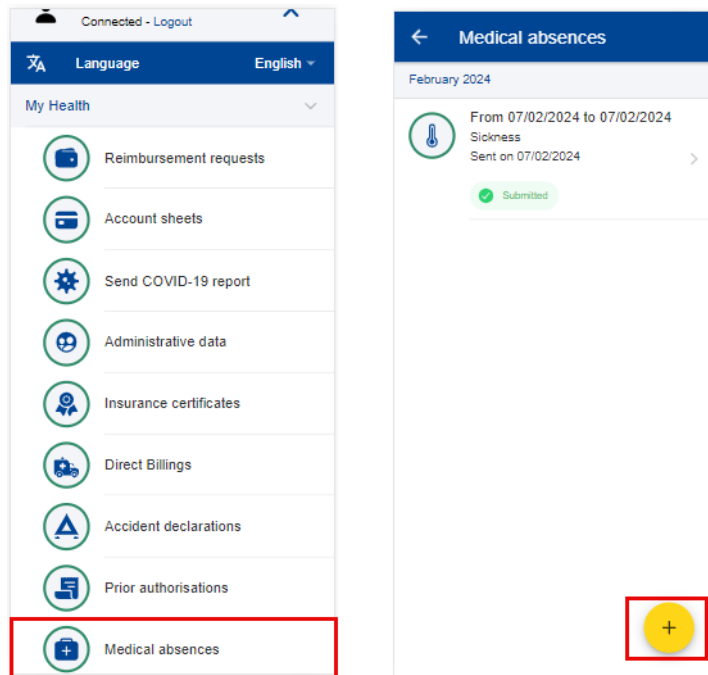 Connected - Logout
Language English
My Health
Reimbursement requests
Account sheets
Send COVID-19 report
Administrative data
Insurance certificates
Direct Billings
Accident declarations
Prior authorisations
Medical absences
Medical absences
February 2024
From 07/02/2024 to 07/02/2024
Sickness
Sent on 07/02/2024
Submitted
+